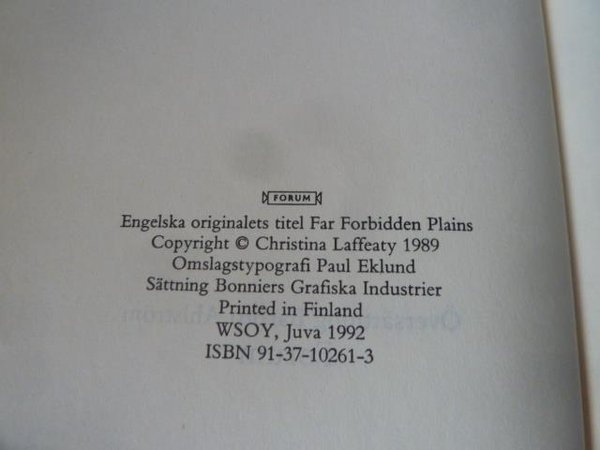 FORUM
Engelska originalets titel Far Forbidden Plains
Copyright © Christina Laffeaty 1989
Omslagstypografi Paul Eklund
Sättning Bonniers Grafiska Industrier
Printed in Finland
WSOY, Juva 1992
ISBN 91-37-10261-3